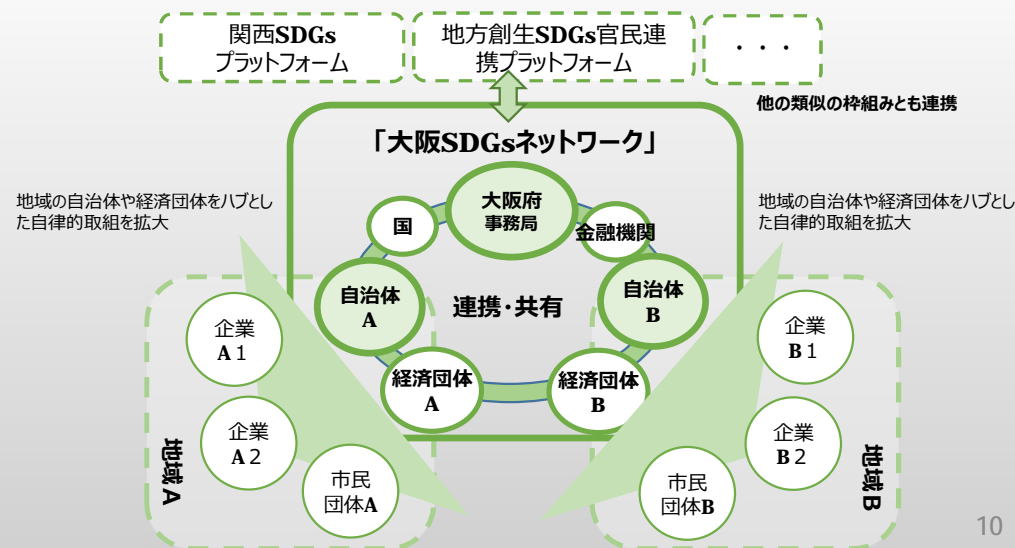 関西SDGs
プラットフォーム
地方創生SDGs官民連
携プラットフォーム
・・・
他の類似の枠組みとも連携
「大阪SDGsネットワーク」
地域の自治体や経済団体をハブとし
た自律的取組を拡大
地域の自治体や経済団体をハブとし
た自律的取組を拡大
大阪府
事務局
国
金融機関
自治体
A
連携・共有
自治体
B
経済団体
A
経済団体
B
企業
A1
企業
A2
市民
団体A
地域A
企業
B1
企業
B2
市民
団体B
地域B
10